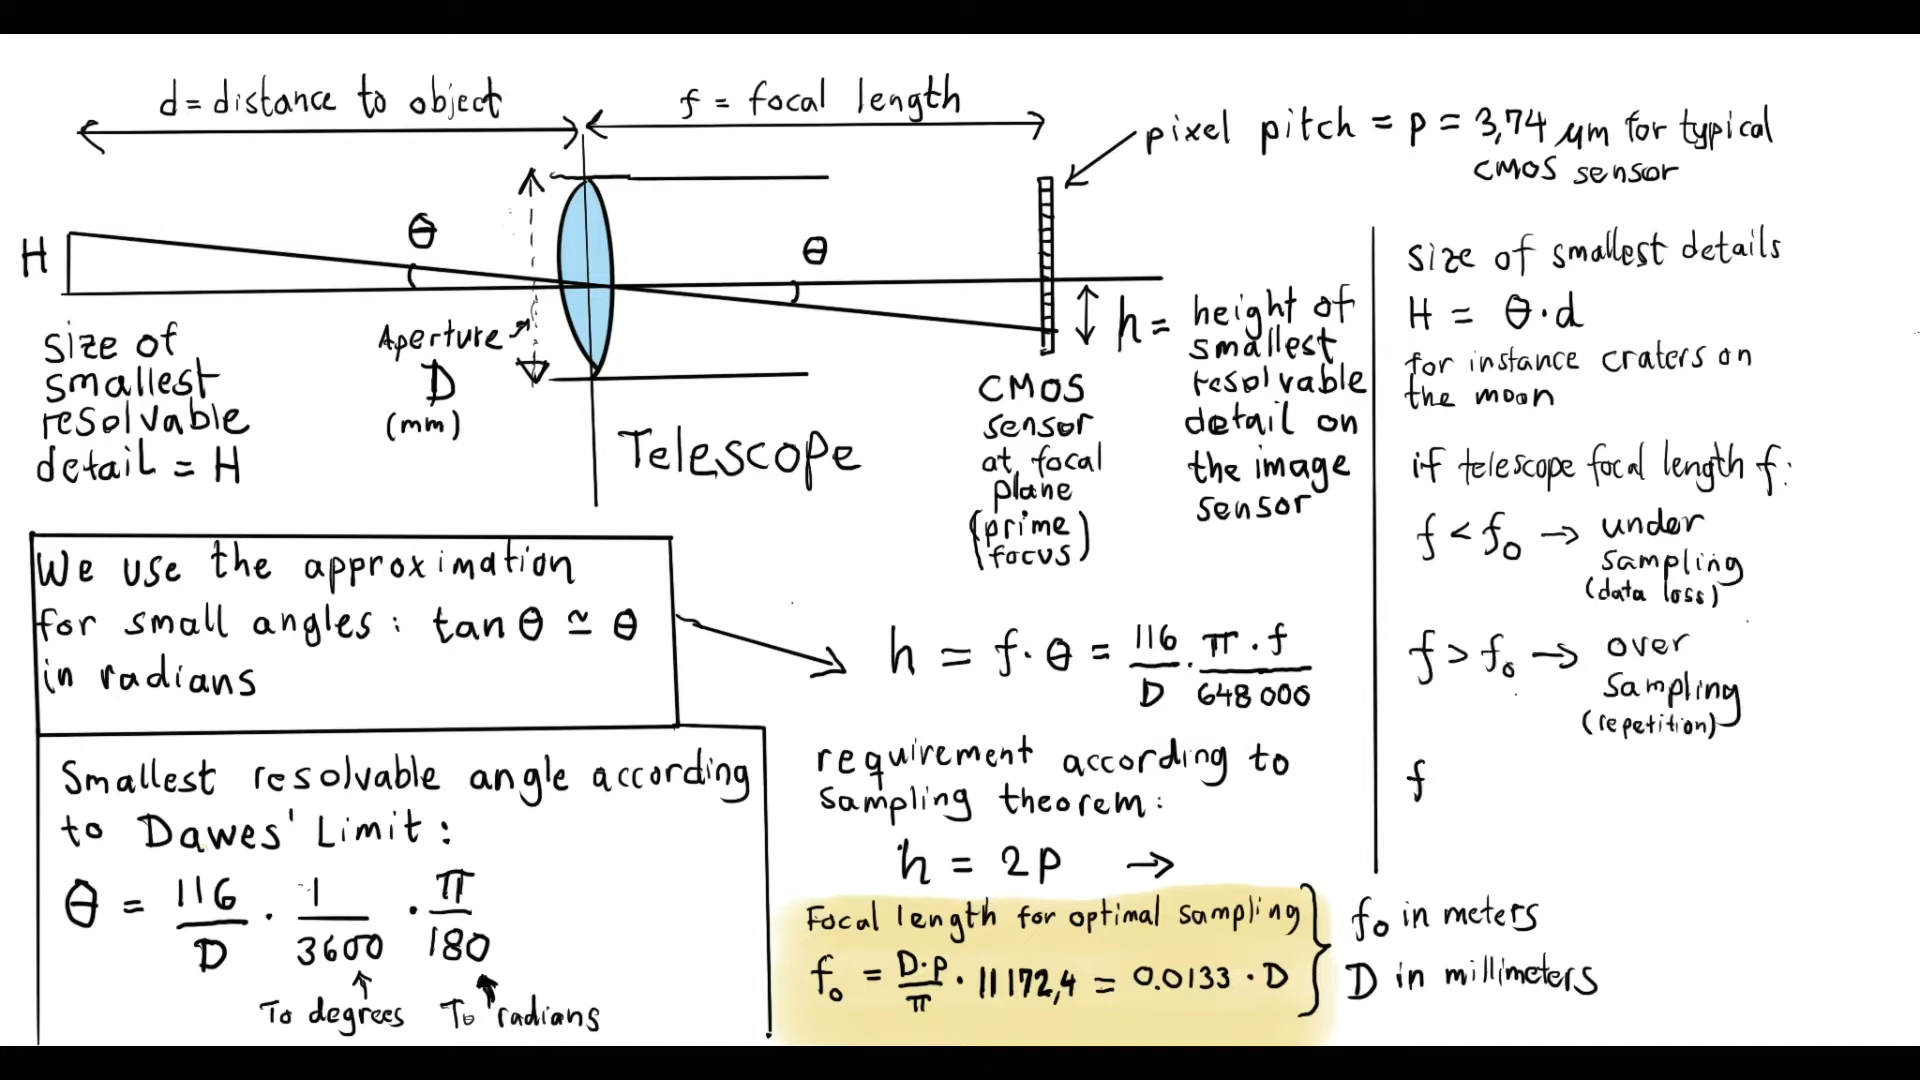 d = distance to object
f = focal length
pixel pitch = p = 3,74 μm for typical
CMOS sensor
θ
θ
H
size of
smallest
resolvable
detail = H
Aperture
D
(mm)
Telescope
CMOS
sensor
at focal
plane
(prime
focus)
h = height of
smallest
resolvable
detail on
the image
sensor
size of smallest details
H = θ·d
for instance craters on
the moon
if telescope focal length f:
f < f₀ → under
sampling
(data loss)
f > f₀ → over
sampling
(repetition)
f
We use the approximation
for small angles: tan θ ≃ θ
in radians
h = f·θ = 116/D · π·f/648000
Smallest resolvable angle according
to Dawes' Limit:
θ = 116/D · 1/3600 · π/180
To degrees
To radians
requirement according to
sampling theorem:
h = 2p →
Focal length for optimal sampling
f₀ = D·p/π · 11172,4 = 0.0133 · D
f₀ in meters
D in millimeters